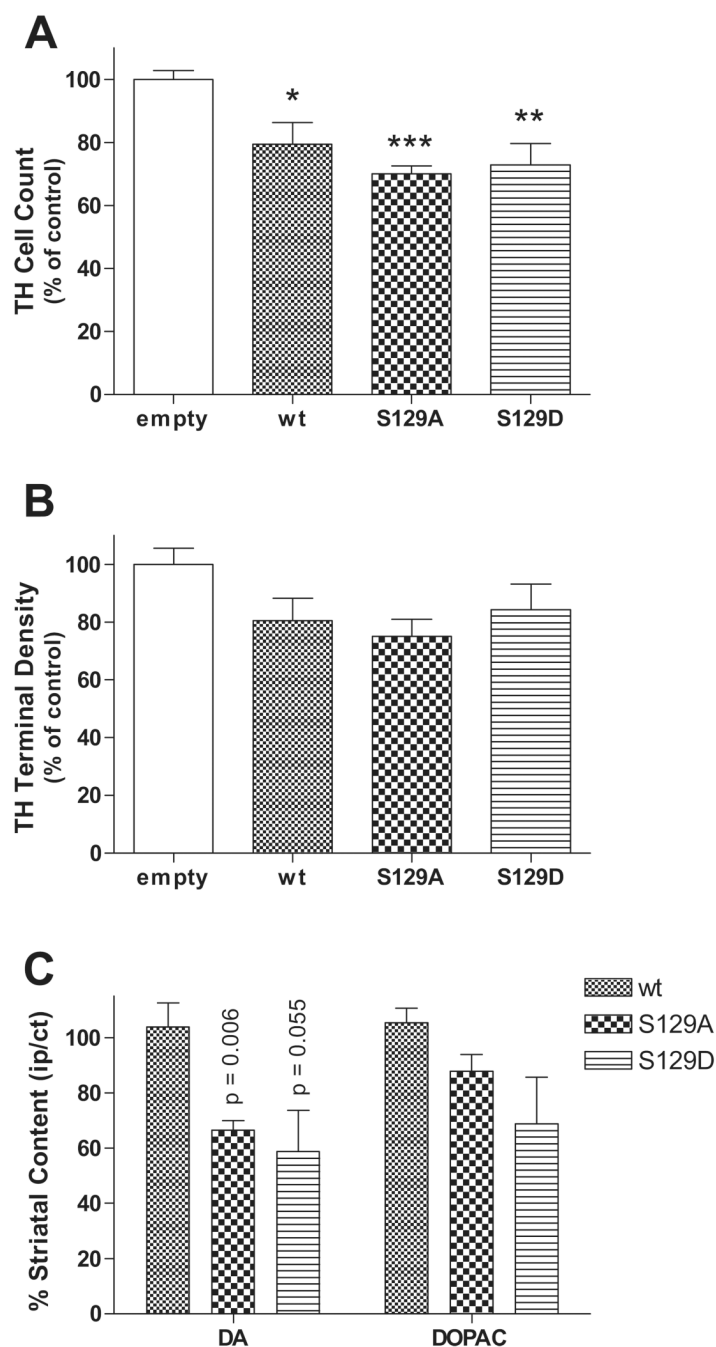 A
TH Cell Count
(% of control)
100
80
60
40
20
0
*
***
**
empty wt S129A S129D
B
TH Terminal Density
(% of control)
100
80
60
40
20
0
empty wt S129A S129D
C
% Striatal Content (ip/ct)
100
80
60
40
20
0
p = 0.006
p = 0.055
wt
S129A
S129D
DA DOPAC